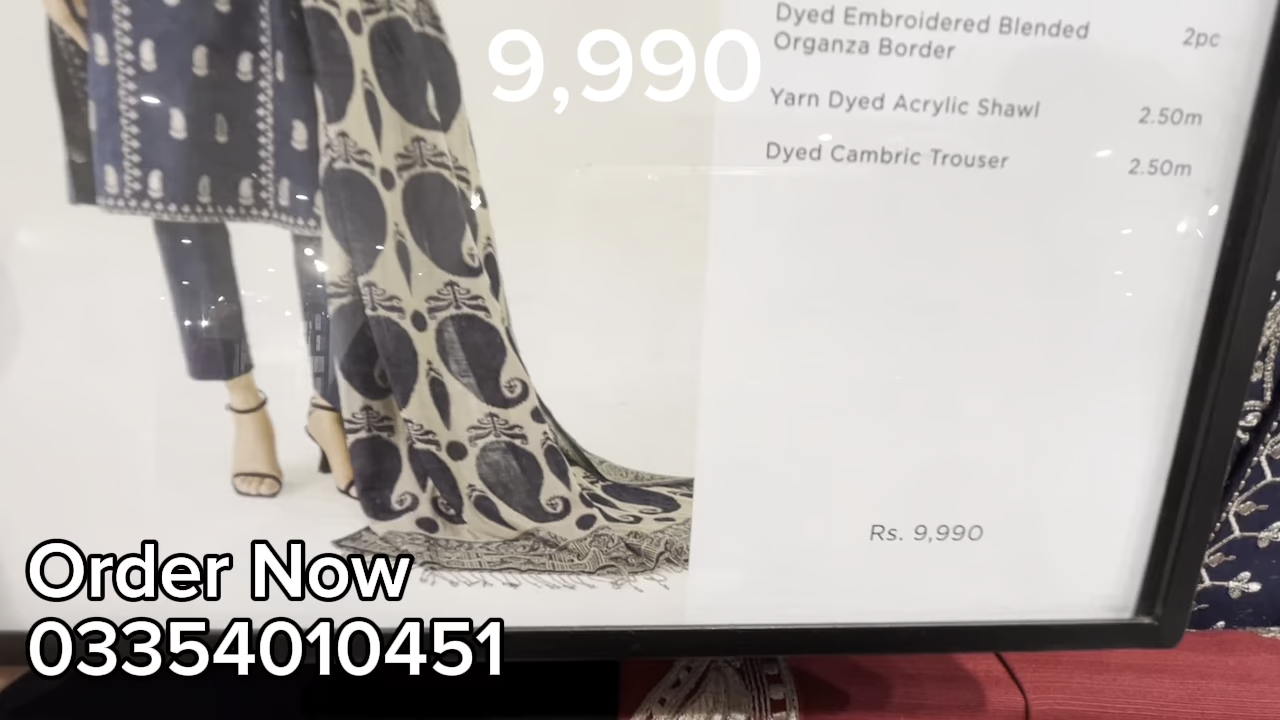 9,990
Dyed Embroidered Blended
Organza Border
2pc
Yarn Dyed Acrylic Shawl
2.50m
Dyed Cambric Trouser
2.50m
Rs. 9,990
Order Now
03354010451